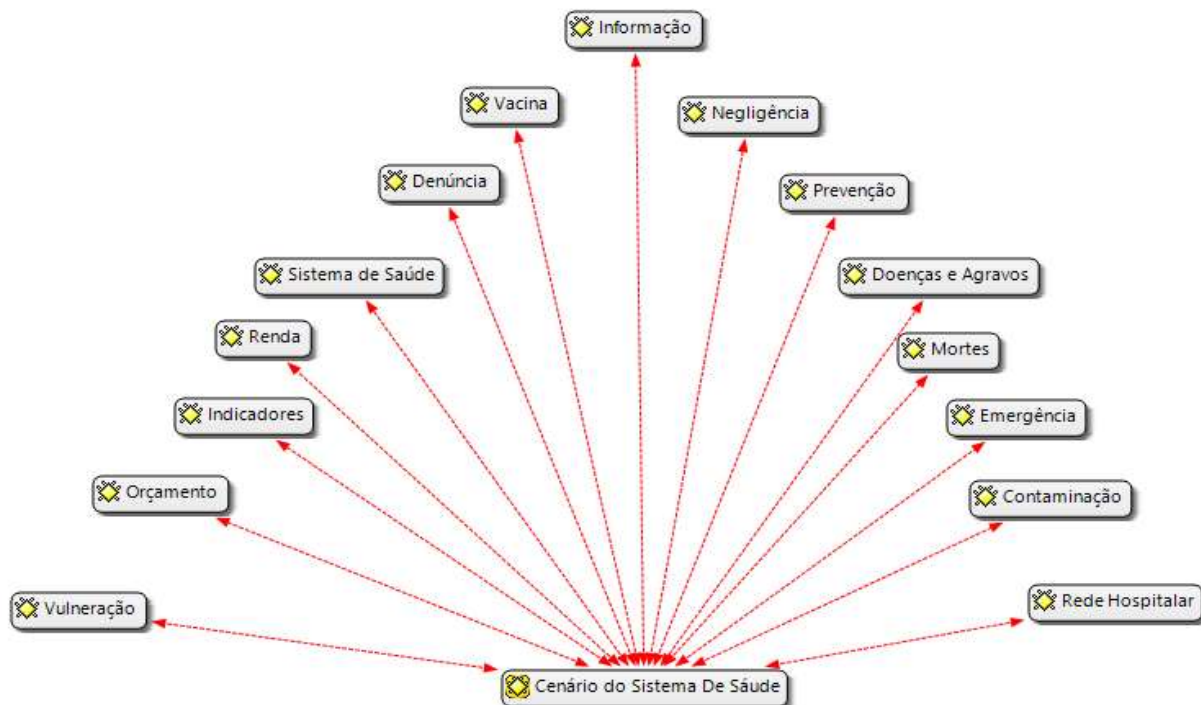 Informação
Vacina
Negligência
Denúncia
Prevenção
Sistema de Saúde
Doenças e Agravos
Renda
Mortes
Indicadores
Emergência
Orçamento
Contaminação
Vulneração
Rede Hospitalar
Cenário do Sistema De Sáude